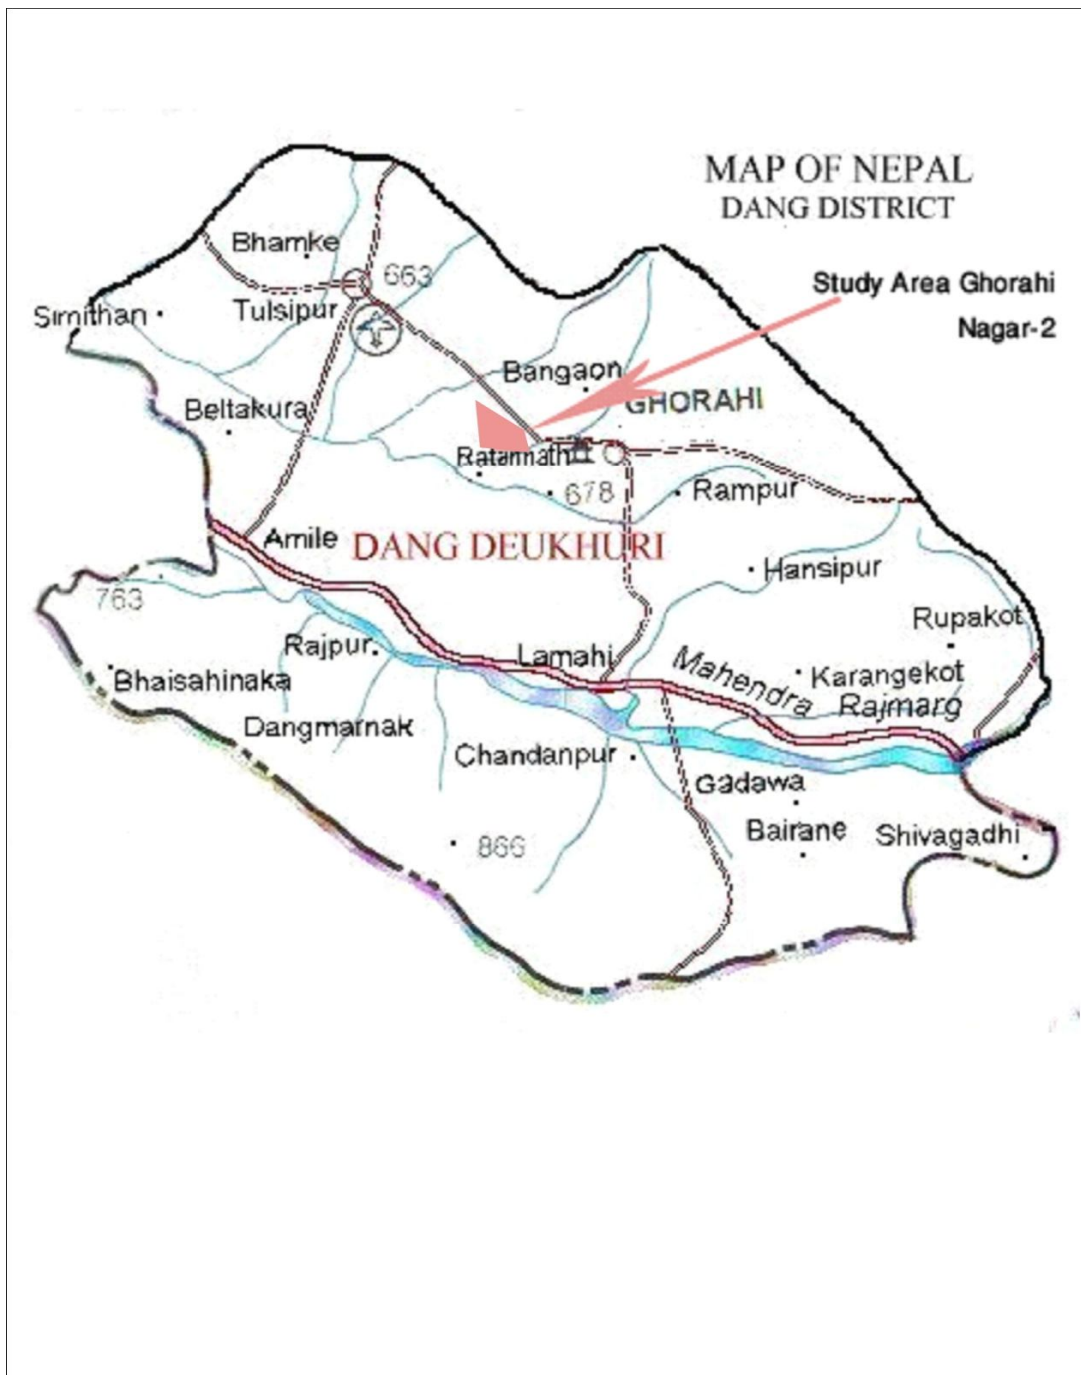 MAP OF NEPAL
DANG DISTRICT
Study Area Ghorahi
Nagar-2
Bhamke
663
Simithan
Tulsipur
Bangaon
GHORAHI
Beltakura
Ratamath
678
Rampur
Amile
DANG DEUKHURI
Hansipur
763
Rupakot
Rajpur
Lamahi
Mahendra
Rajmarg
Karangekot
Bhaisahinaka
Dangmarnak
Chandanpur
Gadawa
Bairane
Shivagadhi
866